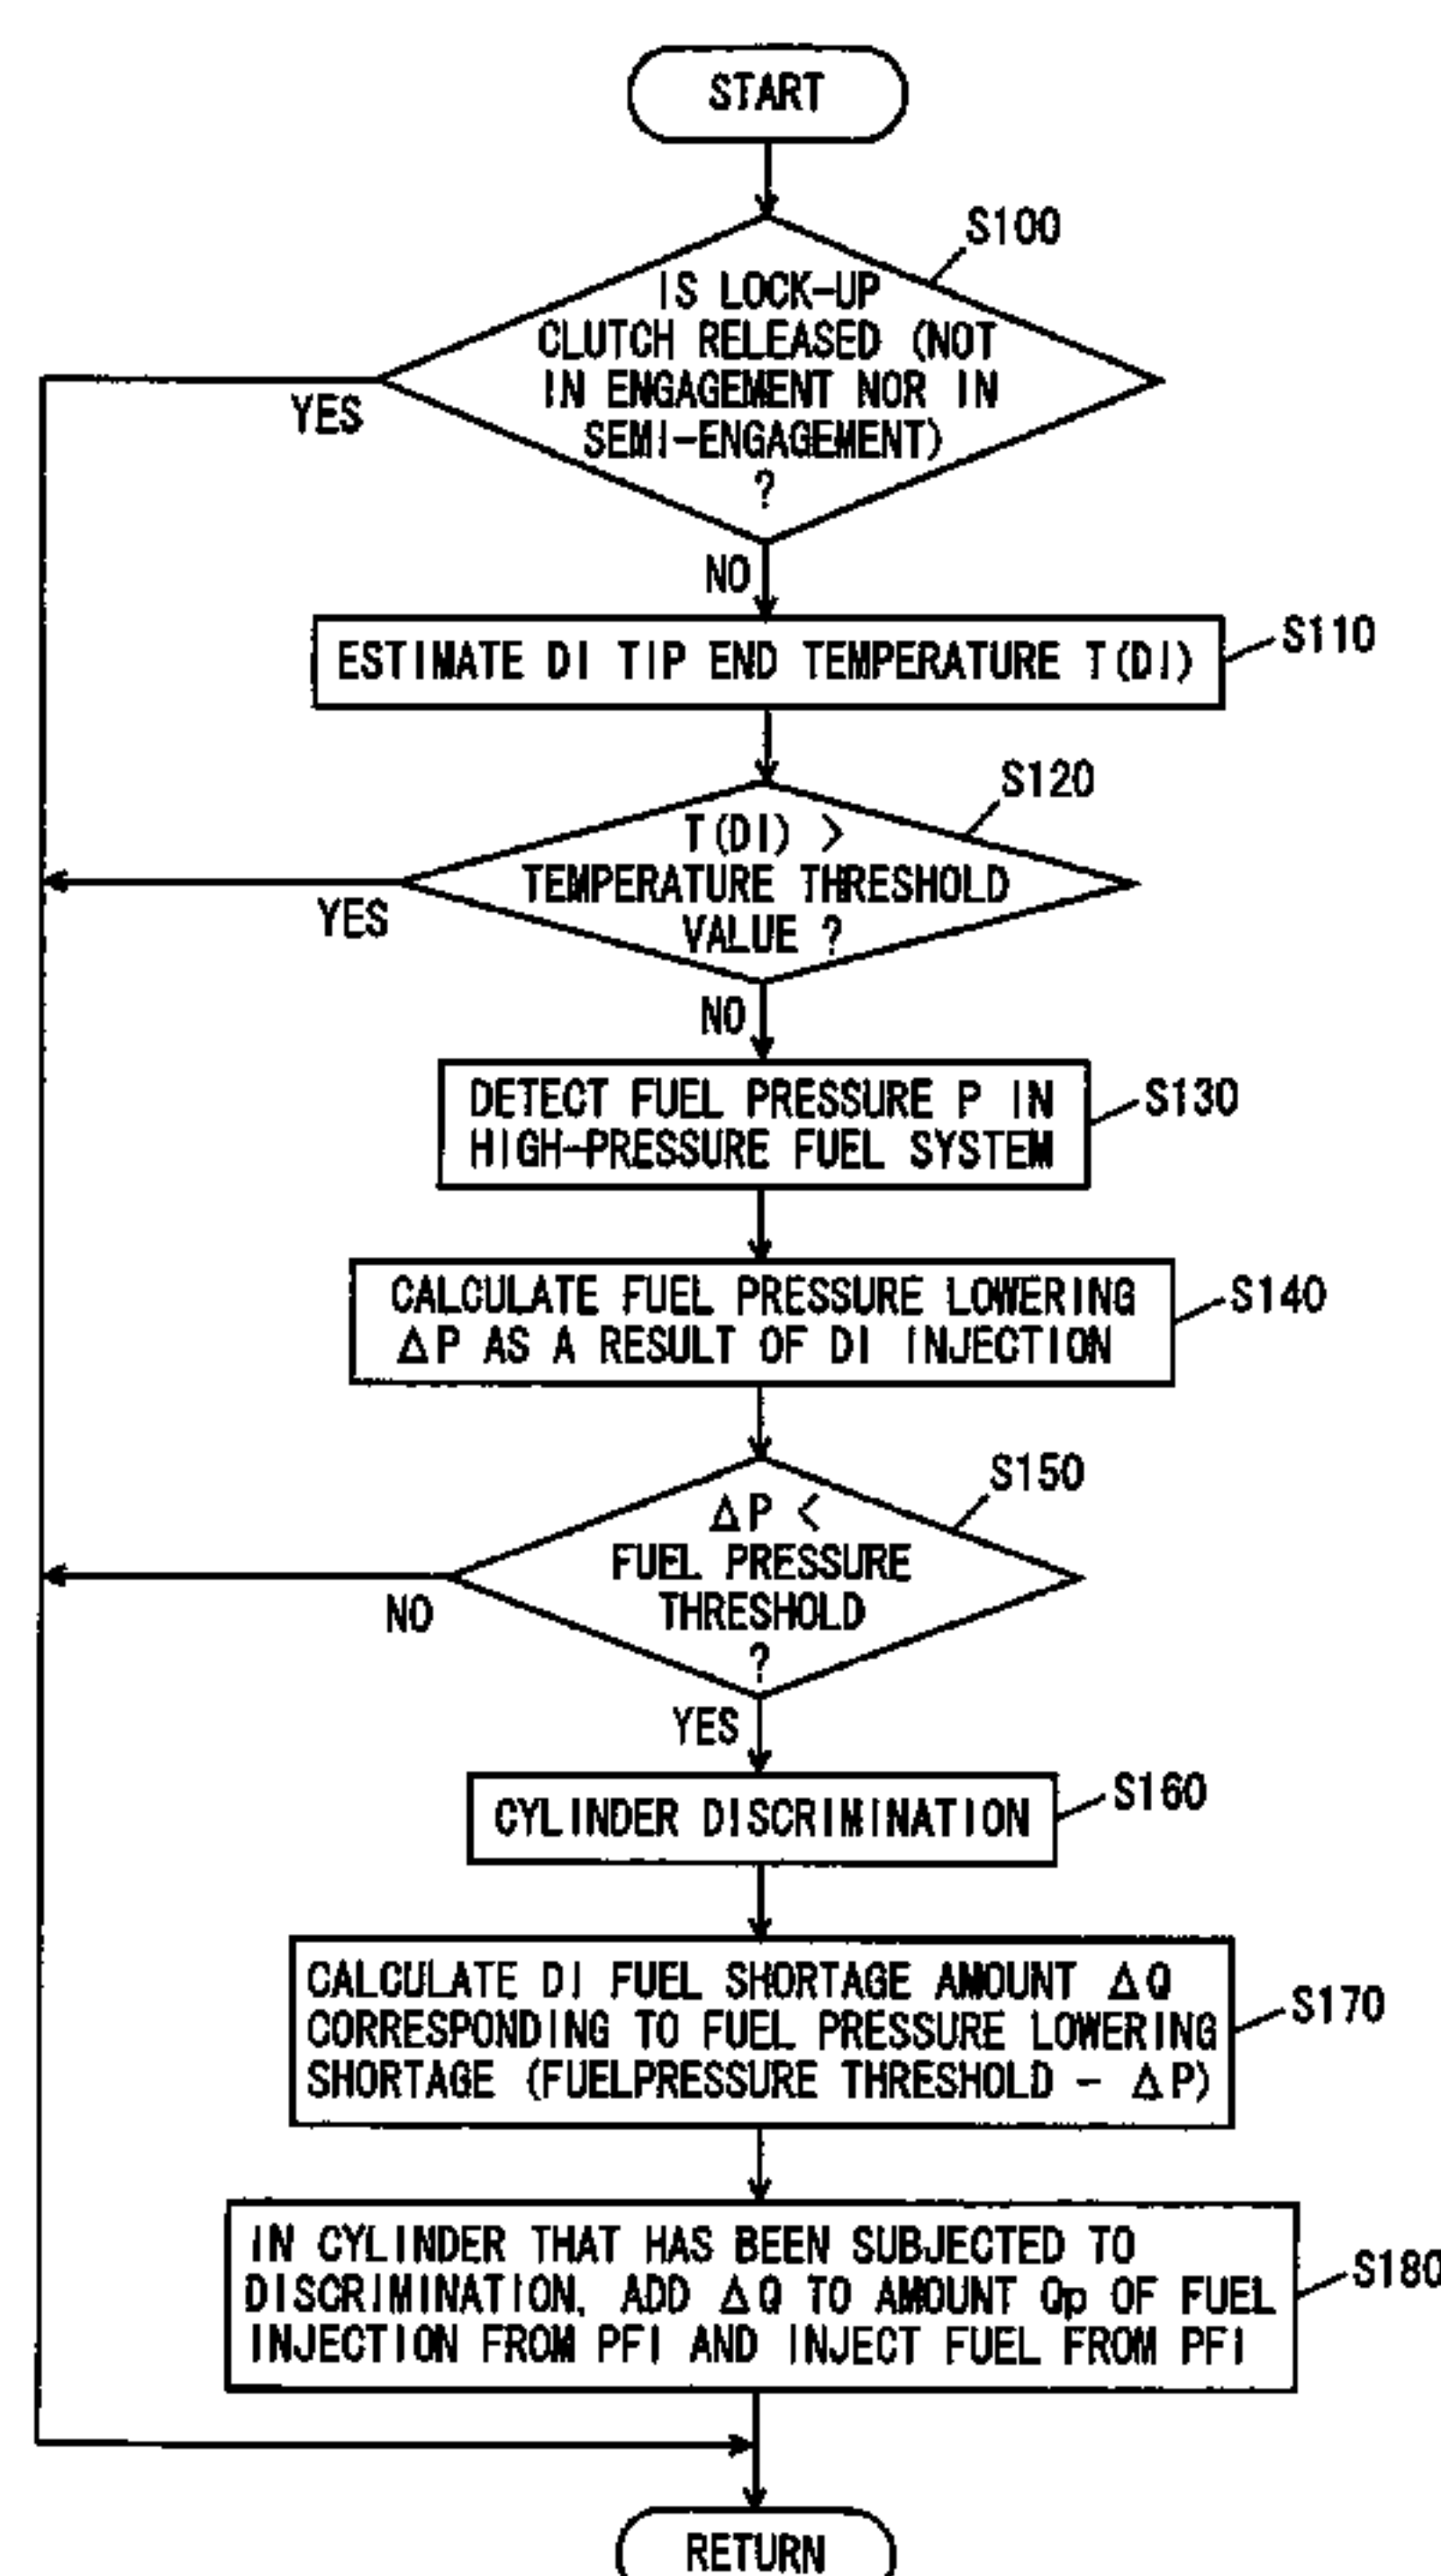 START
S100
IS LOCK-UP
CLUTCH RELEASED (NOT
IN ENGAGEMENT NOR IN
SEMI-ENGAGEMENT)
?
YES
NO
ESTIMATE DI TIP END TEMPERATURE T(DI)
S110
S120
T(DI) >
TEMPERATURE THRESHOLD
VALUE ?
YES
NO
DETECT FUEL PRESSURE P IN
HIGH-PRESSURE FUEL SYSTEM
S130
CALCULATE FUEL PRESSURE LOWERING
ΔP AS A RESULT OF DI INJECTION
S140
S150
ΔP <
FUEL PRESSURE
THRESHOLD
?
NO
YES
CYLINDER DISCRIMINATION
S160
CALCULATE DI FUEL SHORTAGE AMOUNT ΔQ
CORRESPONDING TO FUEL PRESSURE LOWERING
SHORTAGE (FUELPRESSURE THRESHOLD - ΔP)
S170
IN CYLINDER THAT HAS BEEN SUBJECTED TO
DISCRIMINATION, ADD ΔQ TO AMOUNT Qp OF FUEL
INJECTION FROM PFI AND INJECT FUEL FROM PFI
S180
RETURN